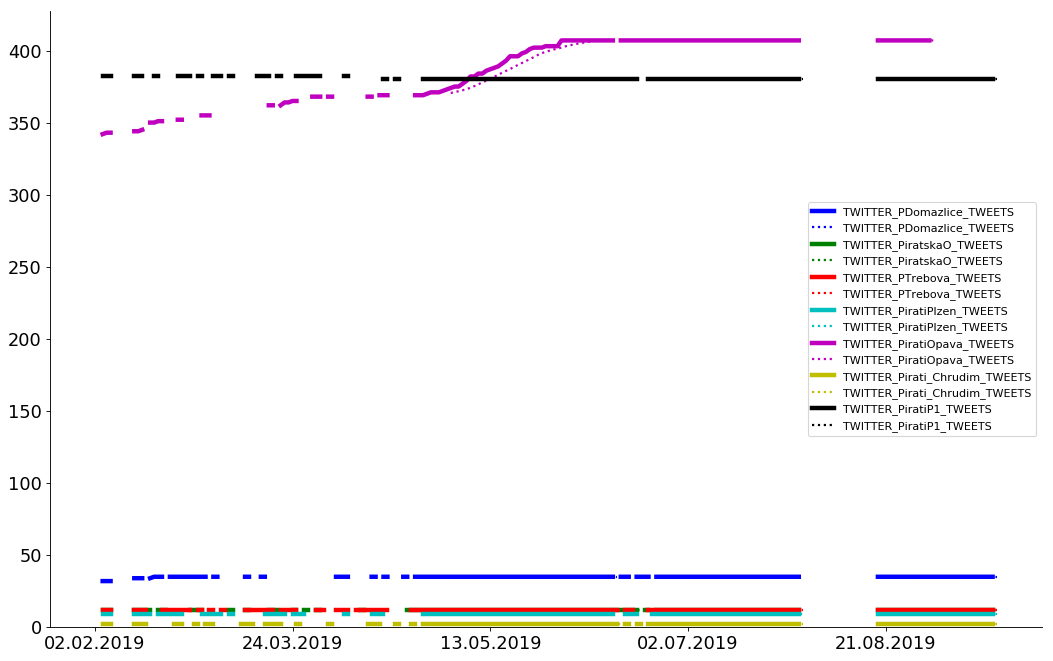 400
350
300
250
200
150
100
50
0
TWITTER_PDomazlice_TWEETS
TWITTER_PDomazlice_TWEETS
TWITTER_PiratskaO_TWEETS
TWITTER_PiratskaO_TWEETS
TWITTER_PTrebova_TWEETS
TWITTER_PTrebova_TWEETS
TWITTER_PiratiPlzen_TWEETS
TWITTER_PiratiPlzen_TWEETS
TWITTER_PiratiOpava_TWEETS
TWITTER_PiratiOpava_TWEETS
TWITTER_Pirati_Chrudim_TWEETS
TWITTER_Pirati_Chrudim_TWEETS
TWITTER_PiratiP1_TWEETS
TWITTER_PiratiP1_TWEETS
02.02.2019 24.03.2019 13.05.2019 02.07.2019 21.08.2019